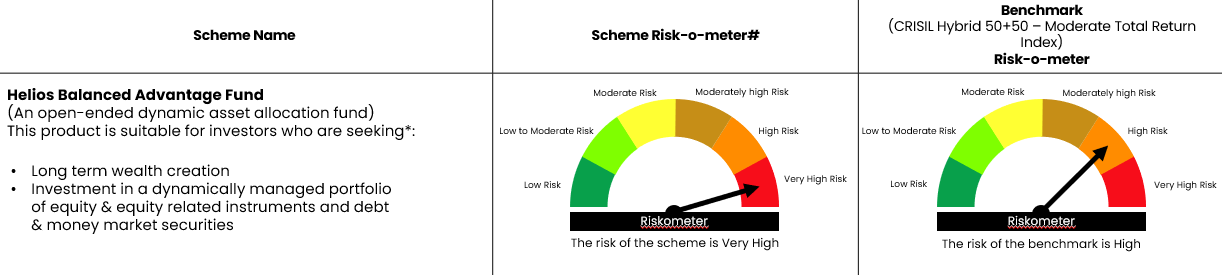 Scheme Name
Scheme Risk-o-meter#
Benchmark
(CRISIL Hybrid 50+50 – Moderate Total Return
Index)
Risk-o-meter
Helios Balanced Advantage Fund
(An open-ended dynamic asset allocation fund)
This product is suitable for investors who are seeking*:
• Long term wealth creation
• Investment in a dynamically managed portfolio
of equity & equity related instruments and debt
& money market securities
Moderate Risk
Moderately high Risk
Low to Moderate Risk
High Risk
Low Risk
Very High Risk
Riskometer
The risk of the scheme is Very High
Moderate Risk
Moderately high Risk
Low to Moderate Risk
High Risk
Low Risk
Very High Risk
Riskometer
The risk of the benchmark is High